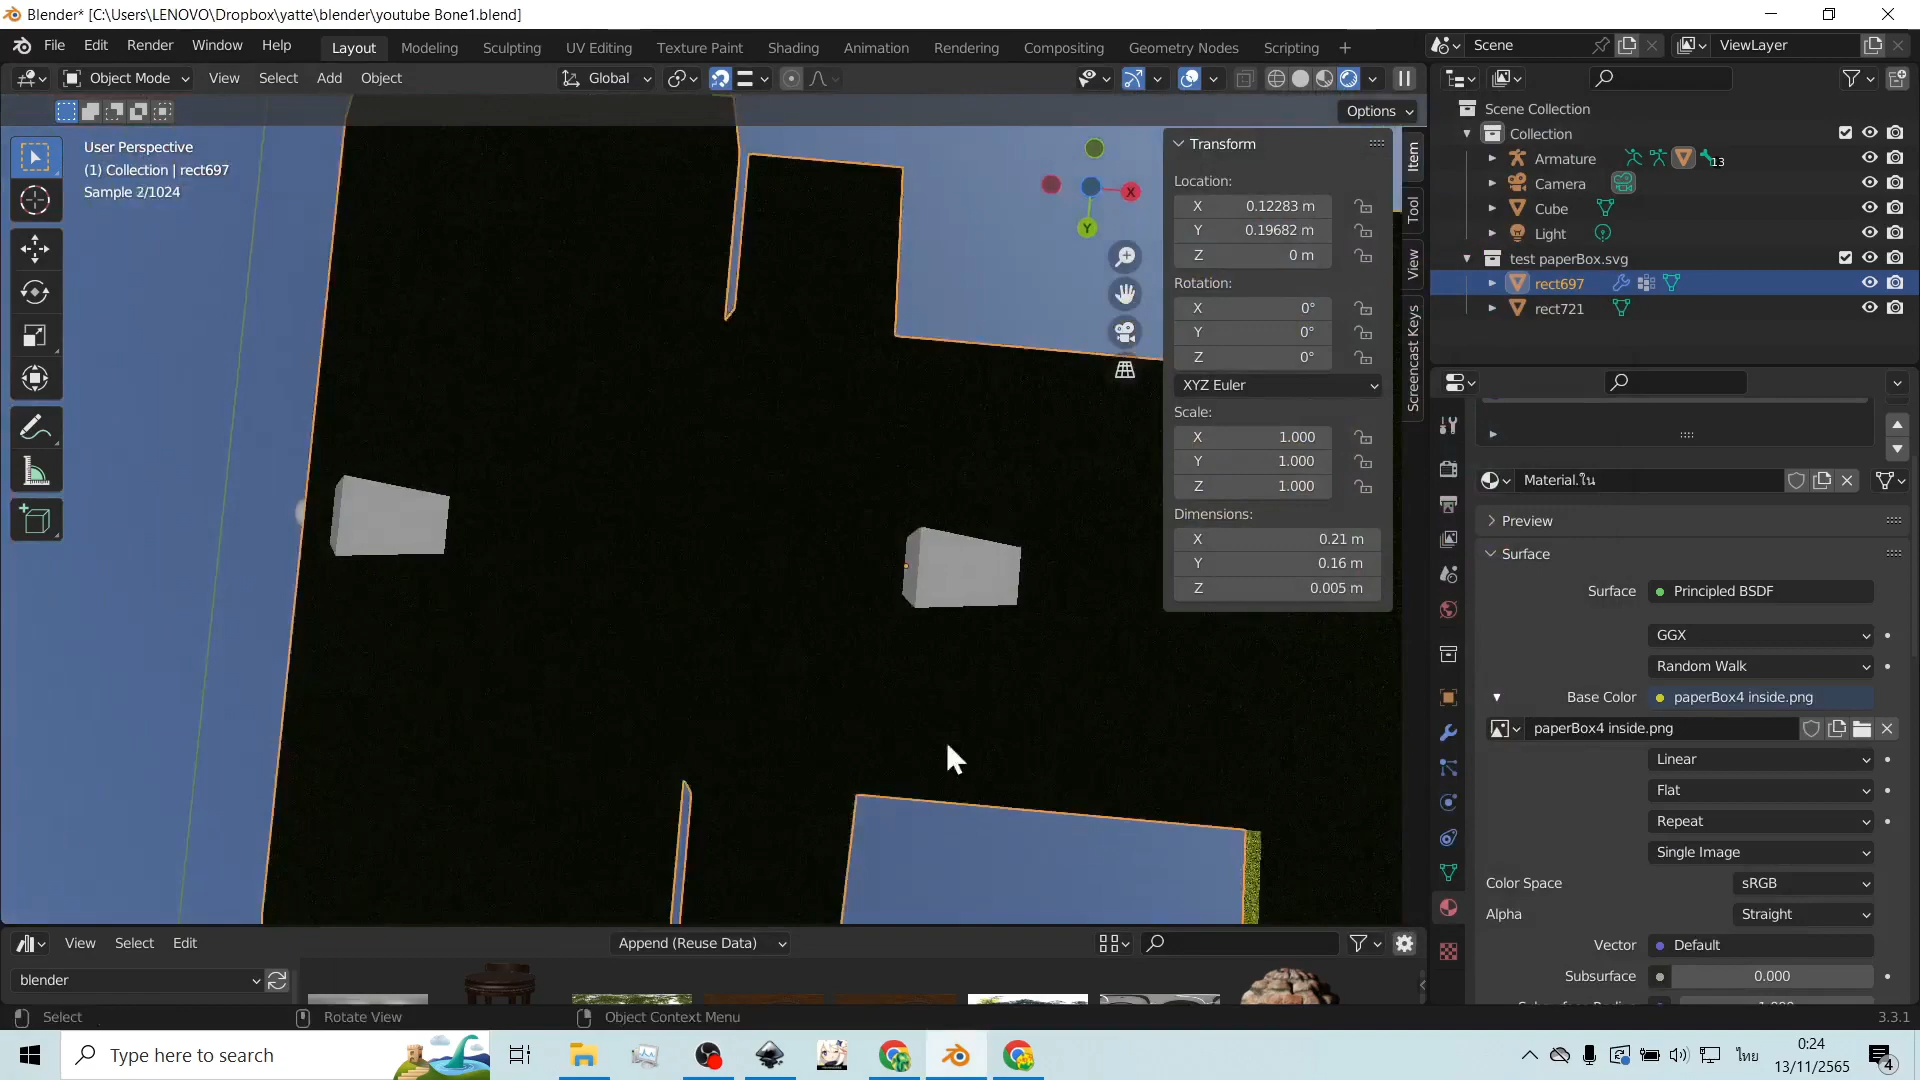 Blender* [C:\Users\LENOVO\Dropbox\yatte\blender\youtube Bone1.blend]
File Edit Render Window Help
Layout Modeling Sculpting UV Editing Texture Paint Shading Animation Rendering Compositing Geometry Nodes Scripting
Scene
ViewLayer
Object Mode View Select Add Object
Global
Options
User Perspective
(1) Collection | rect697
Sample 2/1024
X
Y
Transform
Location:
X 0.12283 m
Y 0.19682 m
Z 0 m
Rotation:
X 0°
Y 0°
Z 0°
XYZ Euler
Scale:
X 1.000
Y 1.000
Z 1.000
Dimensions:
X 0.21 m
Y 0.16 m
Z 0.005 m
Item
Tool
View
Screencast Keys
Scene Collection
Collection
Armature 13
Camera
Cube
Light
test paperBox.svg
rect697
rect721
Material.ใน
Preview
Surface
Surface Principled BSDF
GGX
Random Walk
Base Color paperBox4 inside.png
paperBox4 inside.png
Linear
Flat
Repeat
Single Image
Color Space sRGB
Alpha Straight
Vector Default
Subsurface 0.000
View Select Edit
Append (Reuse Data)
blender
Select
Rotate View
Object Context Menu
3.3.1
Type here to search
ไทย
0:24
13/11/2565
4